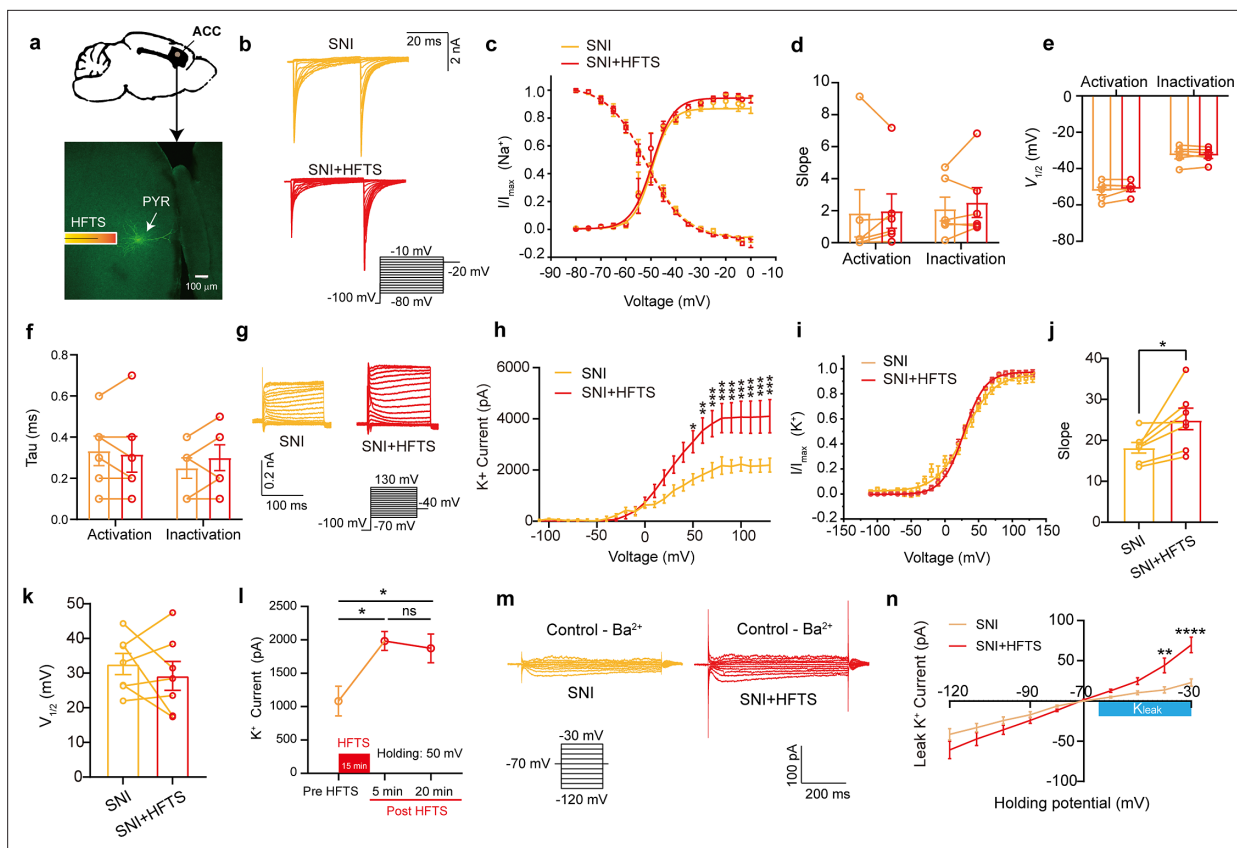 a
ACC
HFTS
PYR
100 μm
b
SNI
20 ms
2 nA
SNI+HFTS
-10 mV
-20 mV
-100 mV
-80 mV
c
SNI
SNI+HFTS
I/Imax (Na+)
1.0
0.8
0.6
0.4
0.2
0.0
-0.2
-90 -80 -70 -60 -50 -40 -30 -20 -10 0 -10
Voltage (mV)
d
Slope
10
8
6
4
2
0
Activation Inactivation
e
Activation Inactivation
V1/2 (mV)
0
-20
-40
-60
-80
f
Tau (ms)
0.8
0.6
0.4
0.2
0.0
Activation Inactivation
g
SNI
SNI+HFTS
0.2 nA
100 ms
130 mV
-40 mV
-100 mV
-70 mV
h
SNI
SNI+HFTS
K+ Current (pA)
6000
4000
2000
0
-100 -50 0 50 100
Voltage (mV)
i
SNI
SNI+HFTS
I/Imax (K+)
1.0
0.8
0.6
0.4
0.2
0.0
-0.2
-150 -100 -50 0 50 100 150
Voltage (mV)
j
*
Slope
40
30
20
10
0
SNI
SNI+HFTS
k
V1/2 (mV)
50
40
30
20
10
0
SNI
SNI+HFTS
l
*
* ns
K+ Current (pA)
2500
2000
1500
1000
500
0
HFTS
15 min
Holding: 50 mV
Pre HFTS 5 min 20 min
Post HFTS
m
Control - Ba2+
SNI
Control - Ba2+
SNI+HFTS
-30 mV
-70 mV
-120 mV
100 pA
200 ms
n
SNI
SNI+HFTS
Leak K+ Current (pA)
100
50
-50
-100
**
****
-120 -90 -70 -30
Kleak
Holding potential (mV)